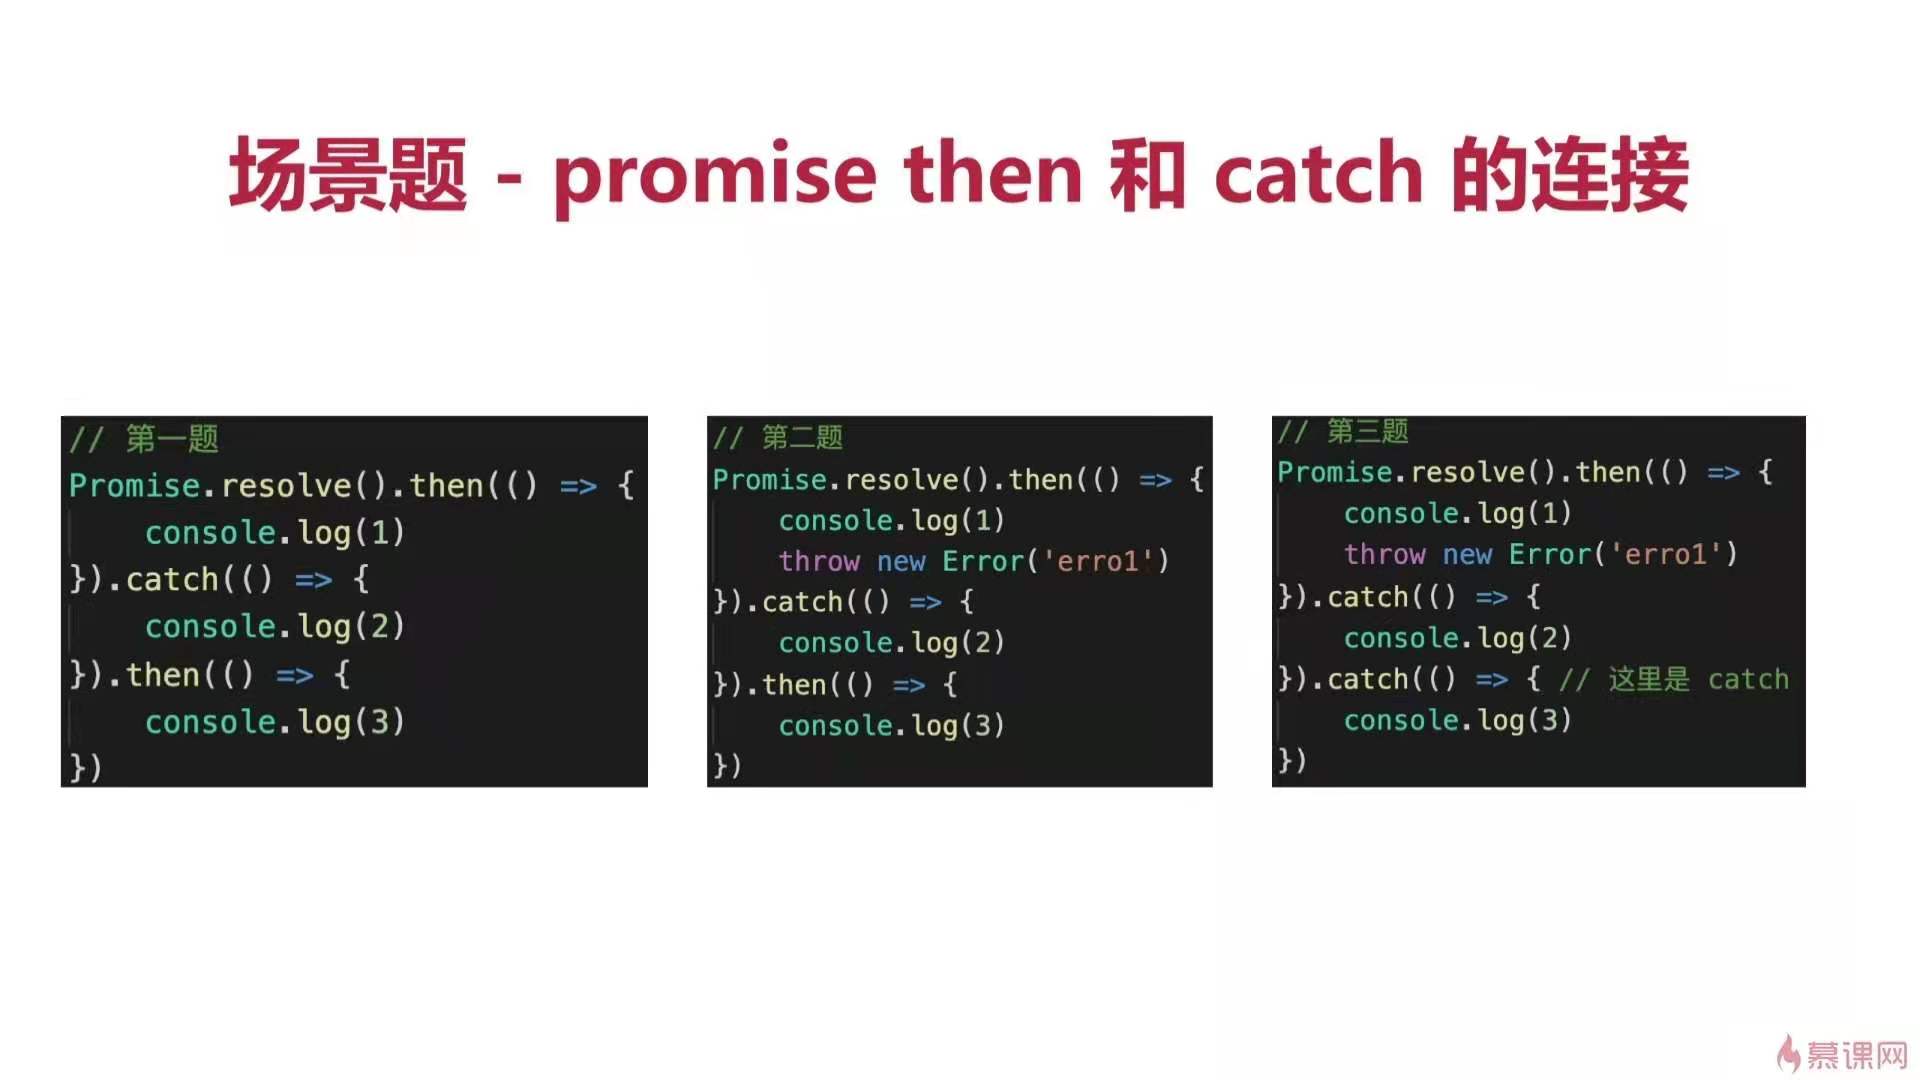 场景题 - promise then 和 catch 的连接
// 第一题
Promise.resolve().then(() => {
    console.log(1)
}).catch(() => {
    console.log(2)
}).then(() => {
    console.log(3)
})
// 第二题
Promise.resolve().then(() => {
    console.log(1)
    throw new Error('erro1')
}).catch(() => {
    console.log(2)
}).then(() => {
    console.log(3)
})
// 第三题
Promise.resolve().then(() => {
    console.log(1)
    throw new Error('erro1')
}).catch(() => {
    console.log(2)
}).catch(() => { // 这里是 catch
    console.log(3)
})
慕课网